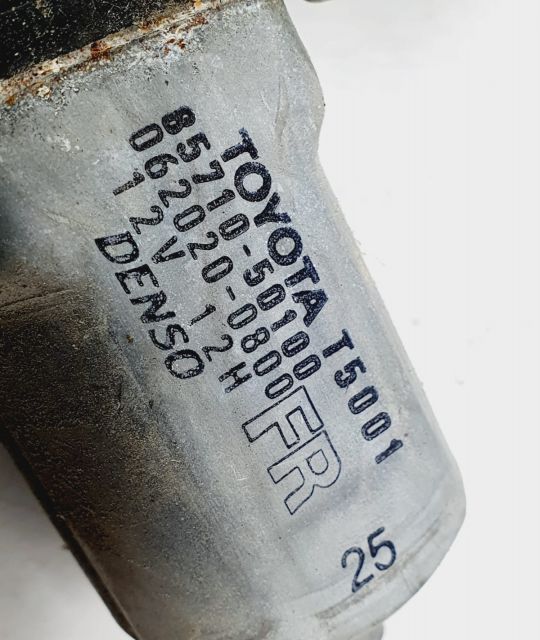 TOYOTA T5001
85710-50100
062020-0800
12V 12H
DENSO
FR
25